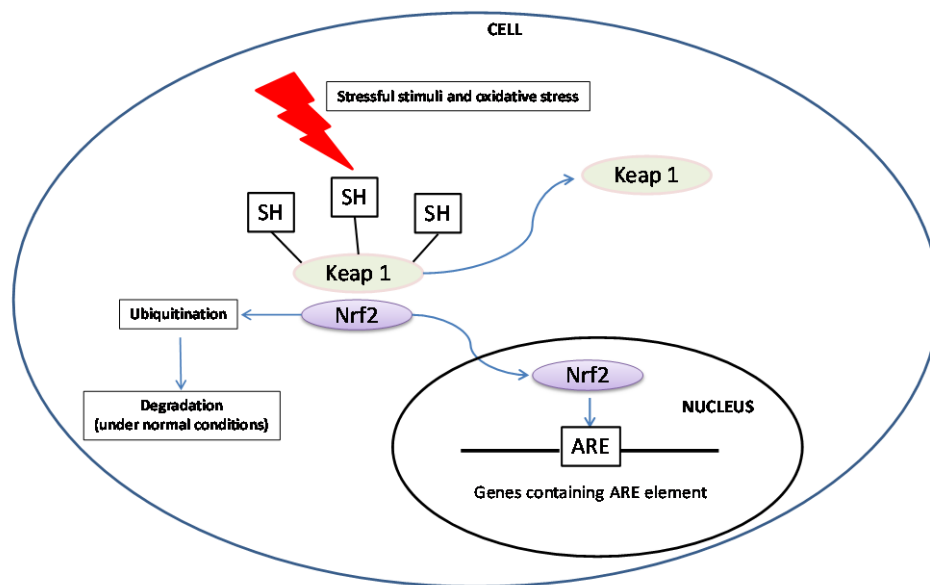 CELL
Stressful stimuli and oxidative stress
SH
SH
SH
Keap 1
Keap 1
Nrf2
Ubiquitination
Degradation
(under normal conditions)
Nrf2
NUCLEUS
ARE
Genes containing ARE element